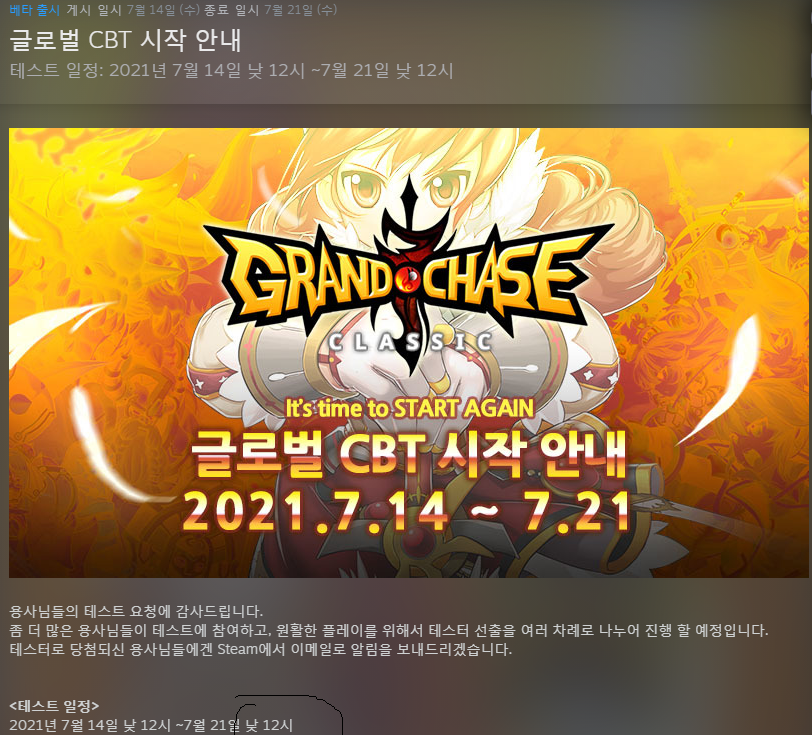 베타 출시 게시 일시 7월 14일 (수) 종료 일시 7월 21일 (수)
글로벌 CBT 시작 안내
테스트 일정: 2021년 7월 14일 낮 12시 ~7월 21일 낮 12시
GRAND CHASE
CLASSIC
It's time to START AGAIN
글로벌 CBT 시작 안내
2021.7.14 ~ 7.21
용사님들의 테스트 요청에 감사드립니다.
좀 더 많은 용사님들이 테스트에 참여하고, 원활한 플레이를 위해서 테스터 선출을 여러 차례로 나누어 진행 할 예정입니다.
테스터로 당첨되신 용사님들에겐 Steam에서 이메일로 알림을 보내드리겠습니다.
<테스트 일정>
2021년 7월 14일 낮 12시 ~7월 21일 낮 12시